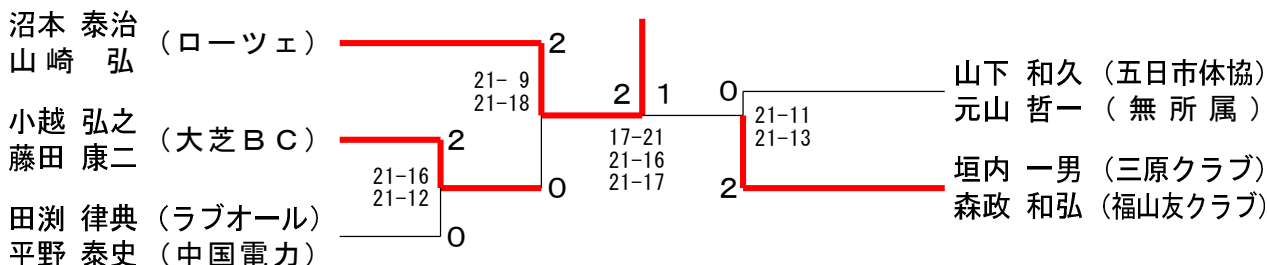 沼本 泰治
山崎 弘
(ローツェ)
2
21- 9
21-18
小越 弘之
藤田 康二
(大芝BC)
2
21-16
21-12
0
田渕 律典 (ラブオール)
平野 泰史 (中国電力)
0
2 1
17-21
21-16
21-17
0
21-11
21-13
2
山下 和久 (五日市体協)
元山 哲一 (無所属)
垣内 一男 (三原クラブ)
森政 和弘 (福山友クラブ)